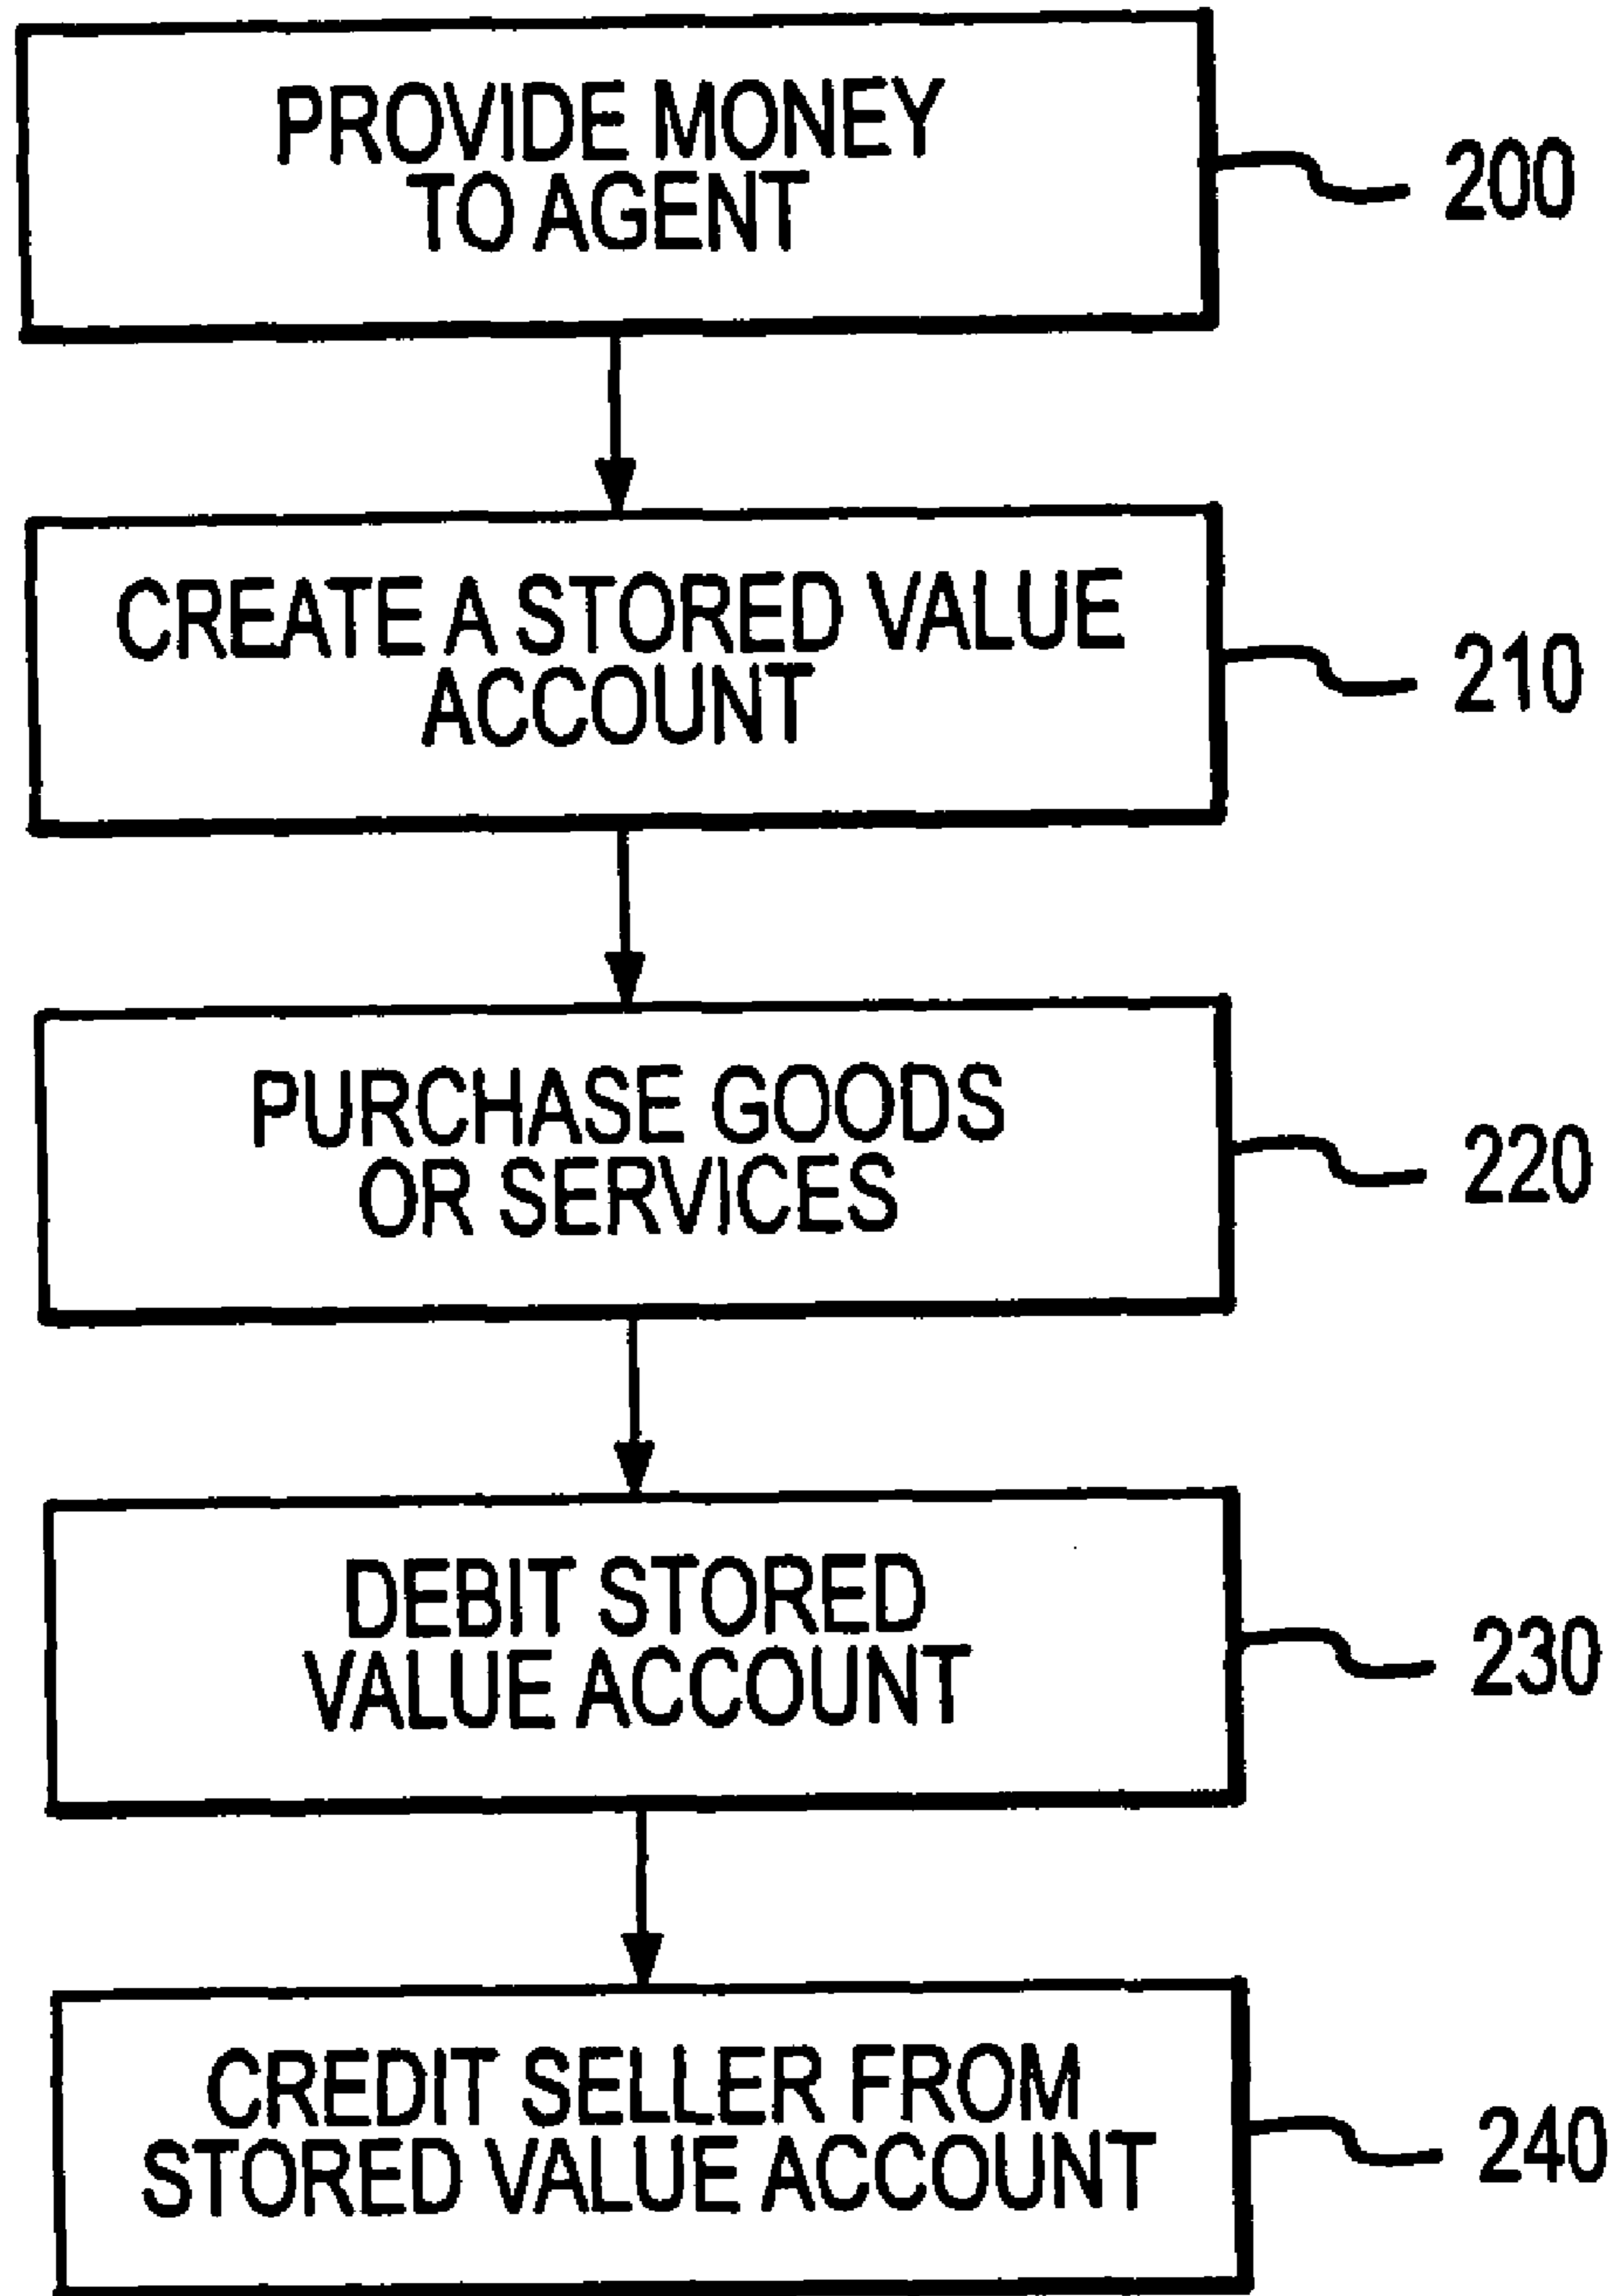 PROVIDE MONEY
TO AGENT
200
CREATE A STORED VALUE
ACCOUNT
210
PURCHASE GOODS
OR SERVICES
220
DEBIT STORED
VALUE ACCOUNT
230
CREDIT SELLER FROM
STORED VALUE ACCOUNT
240